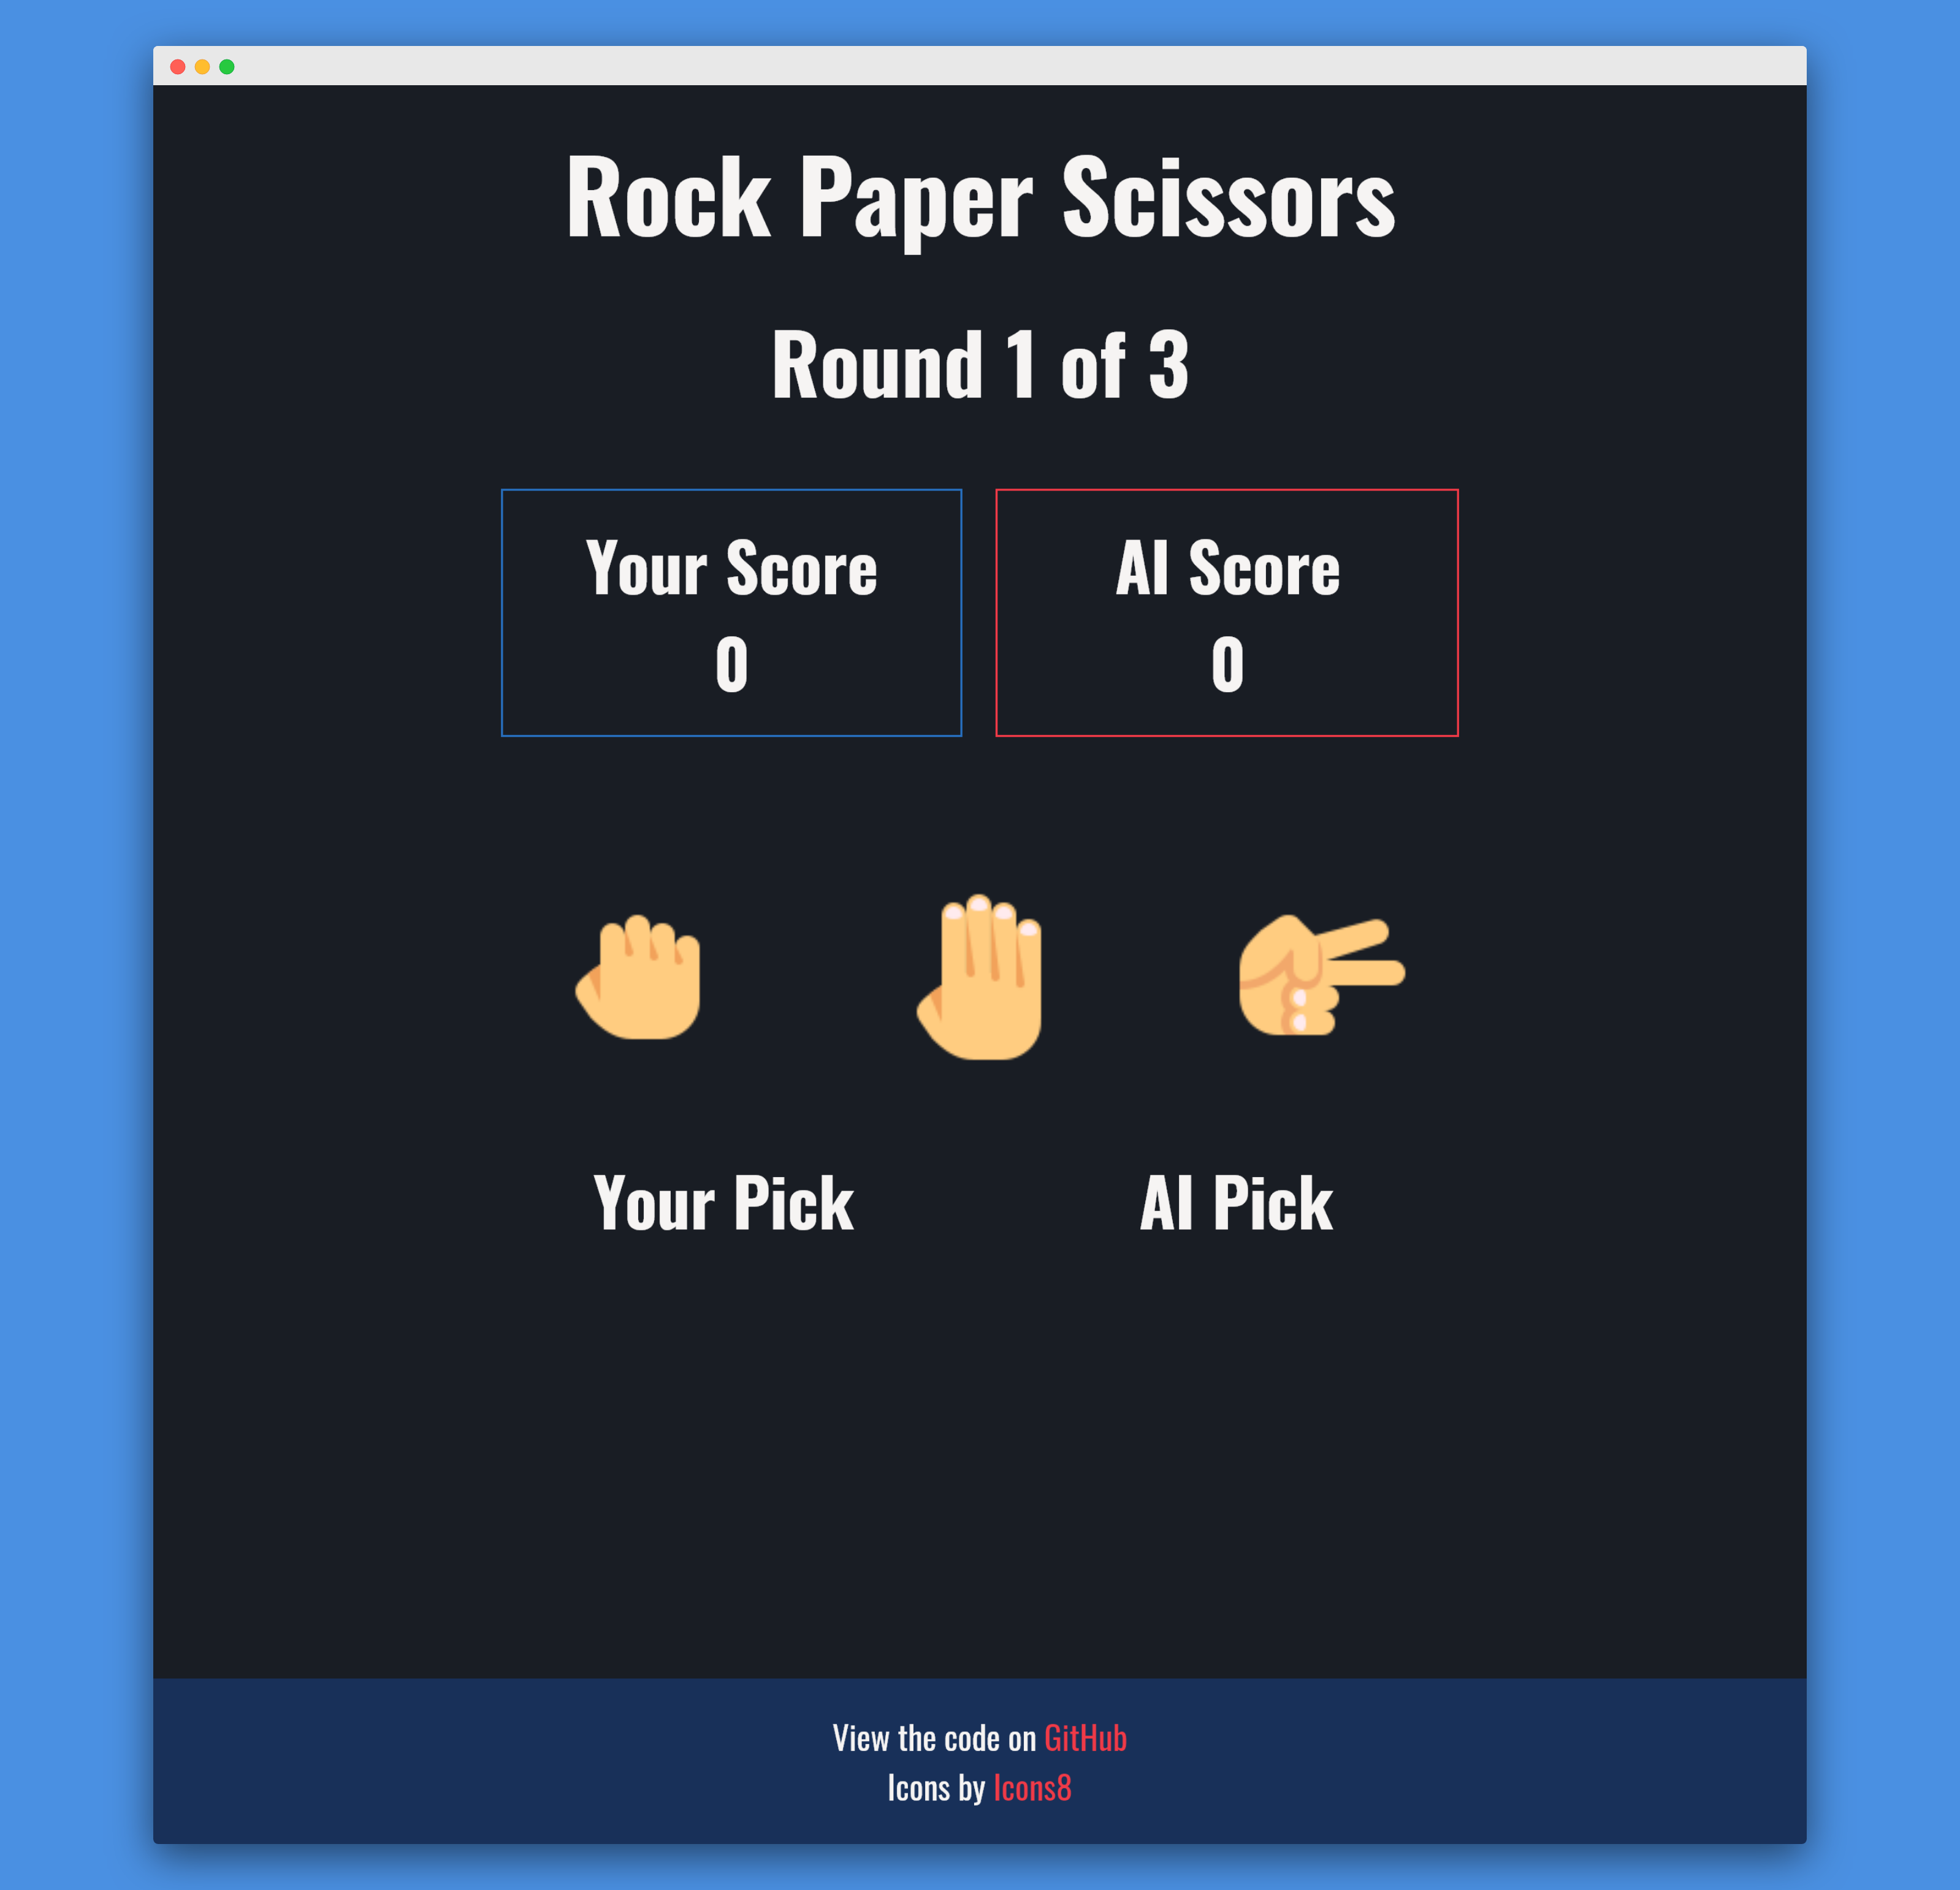 Rock Paper Scissors
Round 1 of 3
Your Score
0
AI Score
0
Your Pick
AI Pick
View the code on GitHub
Icons by Icons8